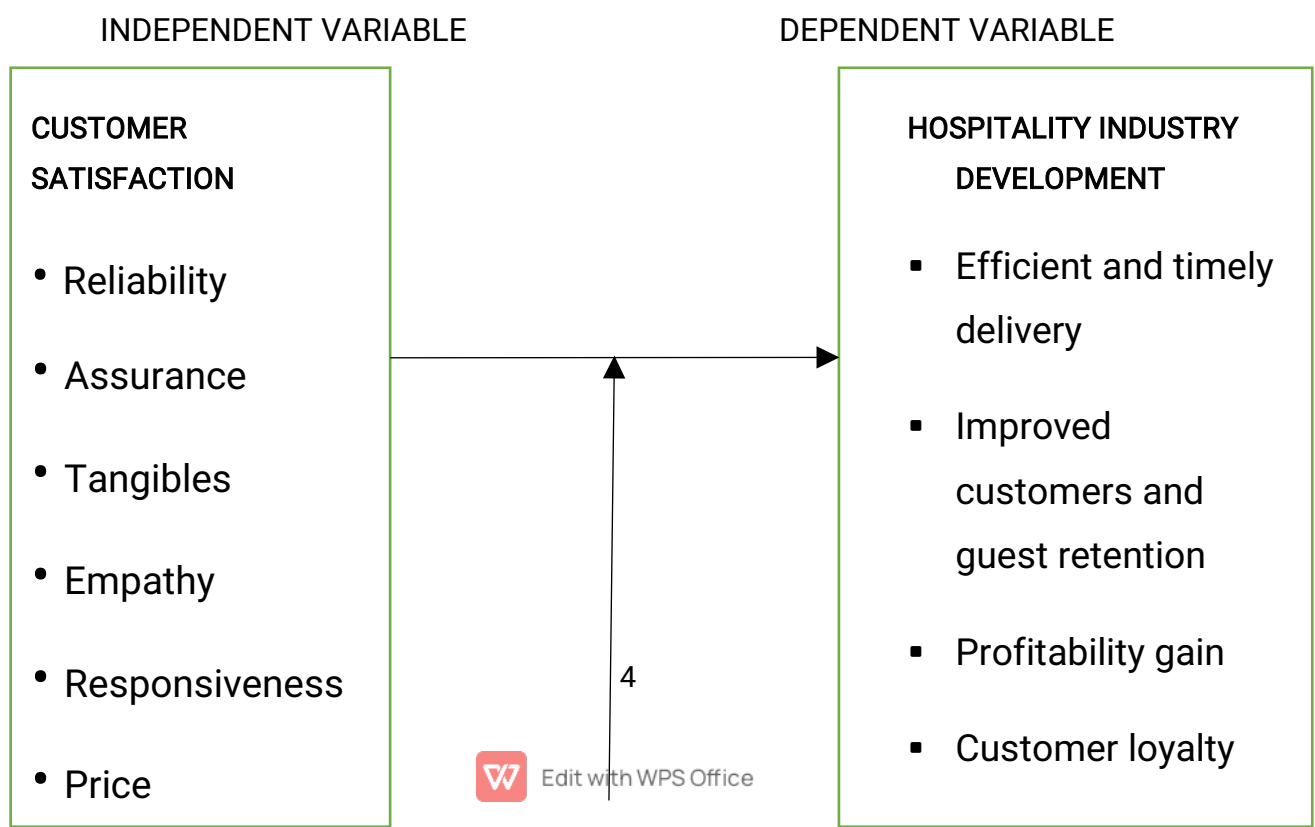 INDEPENDENT VARIABLE
DEPENDENT VARIABLE
CUSTOMER
SATISFACTION
• Reliability
• Assurance
• Tangibles
• Empathy
• Responsiveness
• Price
HOSPITALITY INDUSTRY
DEVELOPMENT
▪ Efficient and timely
delivery
▪ Improved
customers and
guest retention
▪ Profitability gain
▪ Customer loyalty
4
Edit with WPS Office